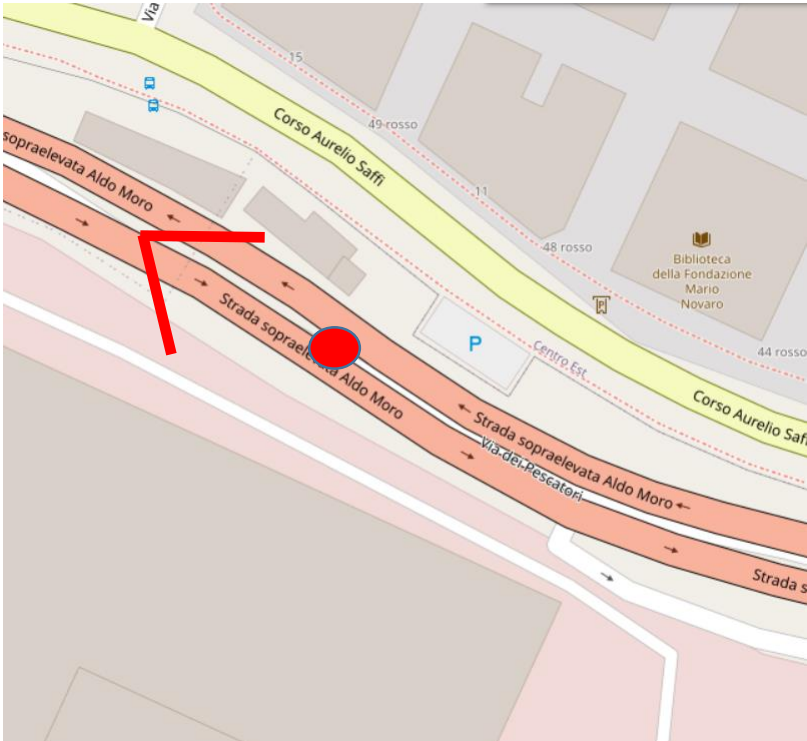 Via
15
Corso Aurelio Saffi
49 rosso
sopraelevata Aldo Moro
11
48 rosso
Biblioteca
della Fondazione
Mario
Novaro
P
Strada sopraelevata Aldo Moro
P
Centro Est
44 rosso
Corso Aurelio Saff
Strada sopraelevata Aldo Moro
Via dei Pescatori
Strada s